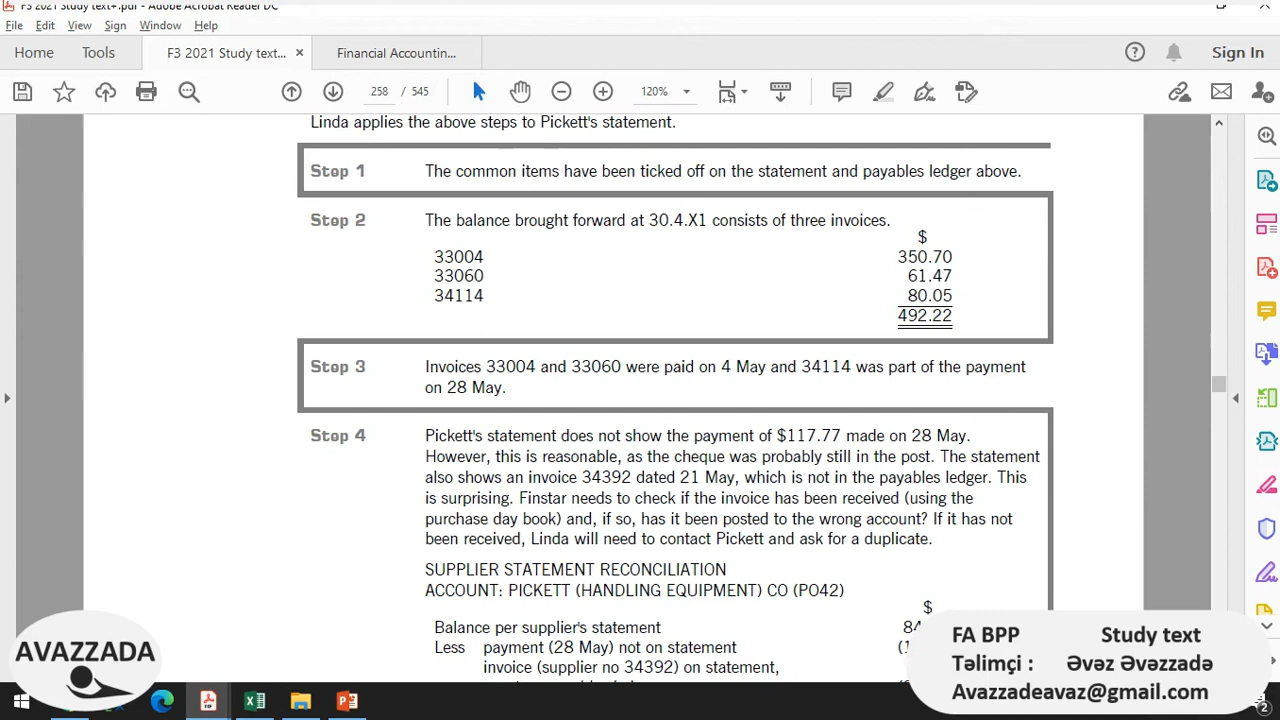 F3 2021 Study text+.pdf - Adobe Acrobat Reader DC
File Edit View Sign Window Help
Home Tools F3 2021 Study text... × Financial Accountin... Sign In
258 / 545 120%
Linda applies the above steps to Pickett's statement.
Step 1 The common items have been ticked off on the statement and payables ledger above.
Step 2 The balance brought forward at 30.4.X1 consists of three invoices.
$
33004 350.70
33060 61.47
34114 80.05
492.22
Step 3 Invoices 33004 and 33060 were paid on 4 May and 34114 was part of the payment
on 28 May.
Step 4 Pickett's statement does not show the payment of $117.77 made on 28 May.
However, this is reasonable, as the cheque was probably still in the post. The statement
also shows an invoice 34392 dated 21 May, which is not in the payables ledger. This
is surprising. Finstar needs to check if the invoice has been received (using the
purchase day book) and, if so, has it been posted to the wrong account? If it has not
been received, Linda will need to contact Pickett and ask for a duplicate.
SUPPLIER STATEMENT RECONCILIATION
ACCOUNT: PICKETT (HANDLING EQUIPMENT) CO (PO42)
$
Balance per supplier's statement 84
Less payment (28 May) not on statement (1
invoice (supplier no 34392) on statement,
AVAZZADA
FA BPP Study text
Təlimçi : Əvəz Əvəzzadə
Avazzadeavaz@gmail.com
2